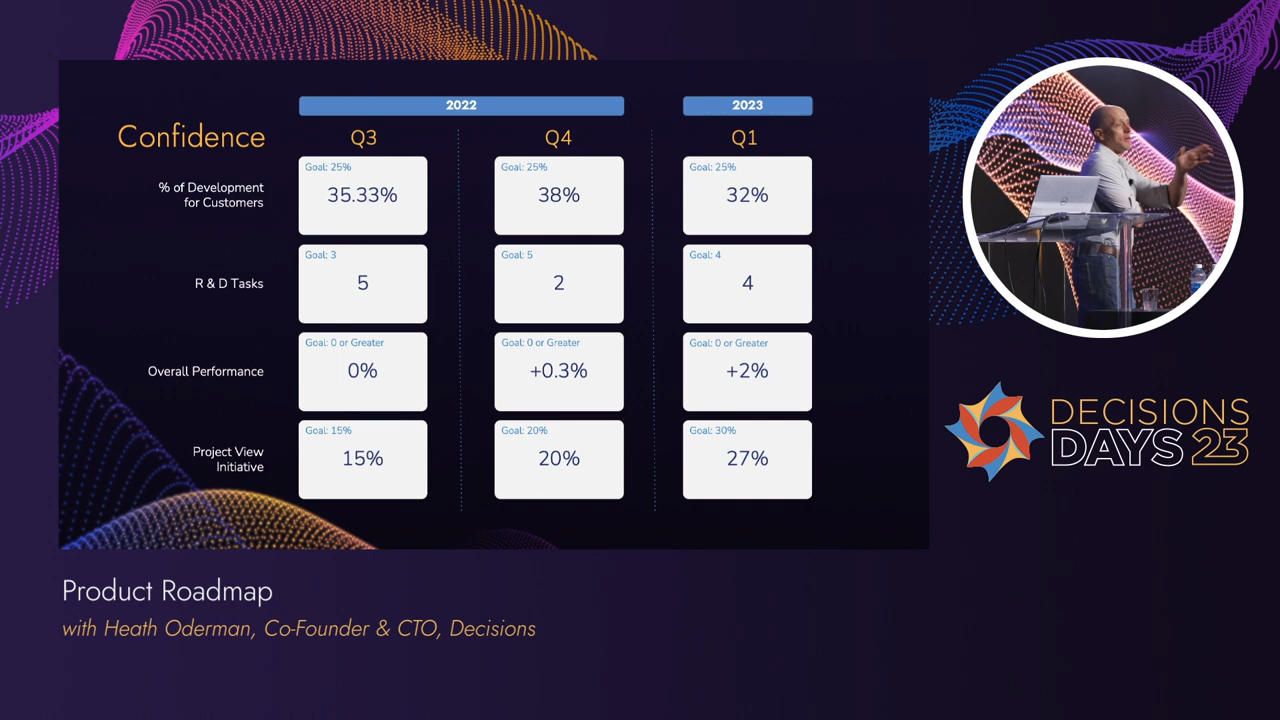 2022
2023
Confidence
Q3
Q4
Q1
% of Development
for Customers
Goal: 25%
35.33%
Goal: 25%
38%
Goal: 25%
32%
R & D Tasks
Goal: 3
5
Goal: 5
2
Goal: 4
4
Overall Performance
Goal: 0 or Greater
0%
Goal: 0 or Greater
+0.3%
Goal: 0 or Greater
+2%
Project View
Initiative
Goal: 15%
15%
Goal: 20%
20%
Goal: 30%
27%
DECISIONS
DAYS 23
Product Roadmap
with Heath Oderman, Co-Founder & CTO, Decisions